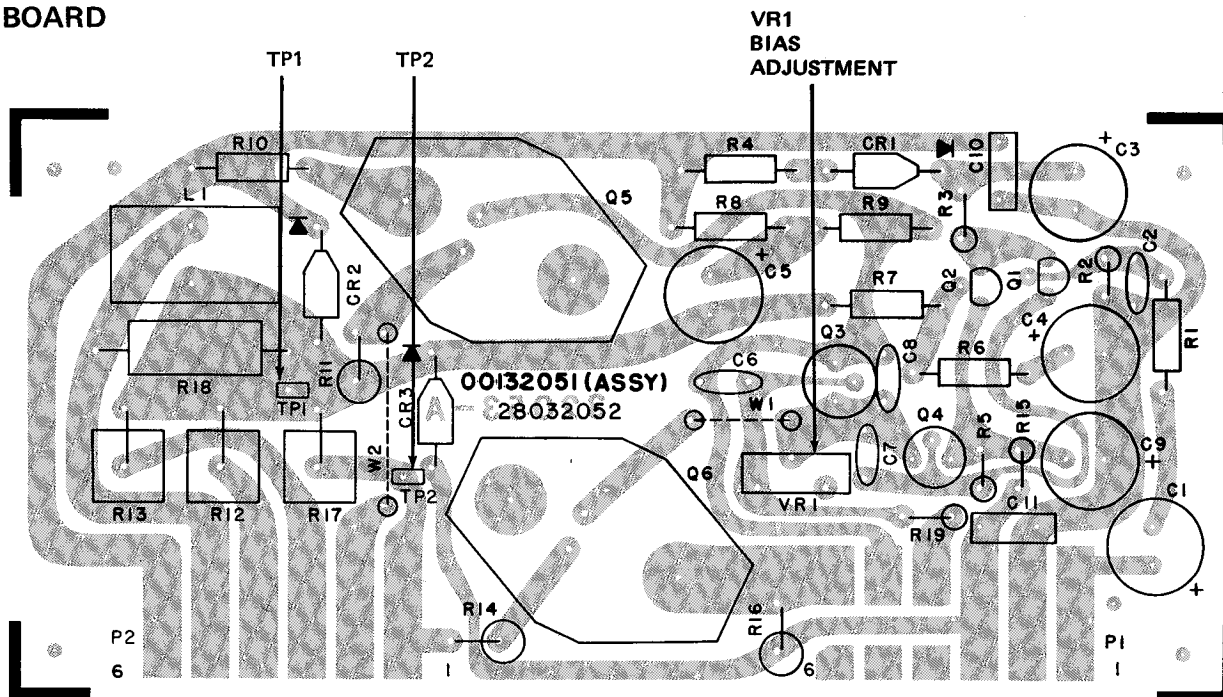 BOARD
VR1
BIAS
ADJUSTMENT
TP1
TP2
R10
R4
CR1
C10
C3
L1
Q5
R8
R9
R3
C5
C2
CR2
R7
Q2
Q1
R2
Q3
C4
R1
R18
R11
C6
C8
R6
TP1
CR3
00132051 (ASSY)
28032052
A
W1
Q4
R5
R15
W2
Q6
C7
C9
TP2
VR1
C1
R13
R12
R17
C11
R19
R14
R16
P2
P1
6
1
6
1